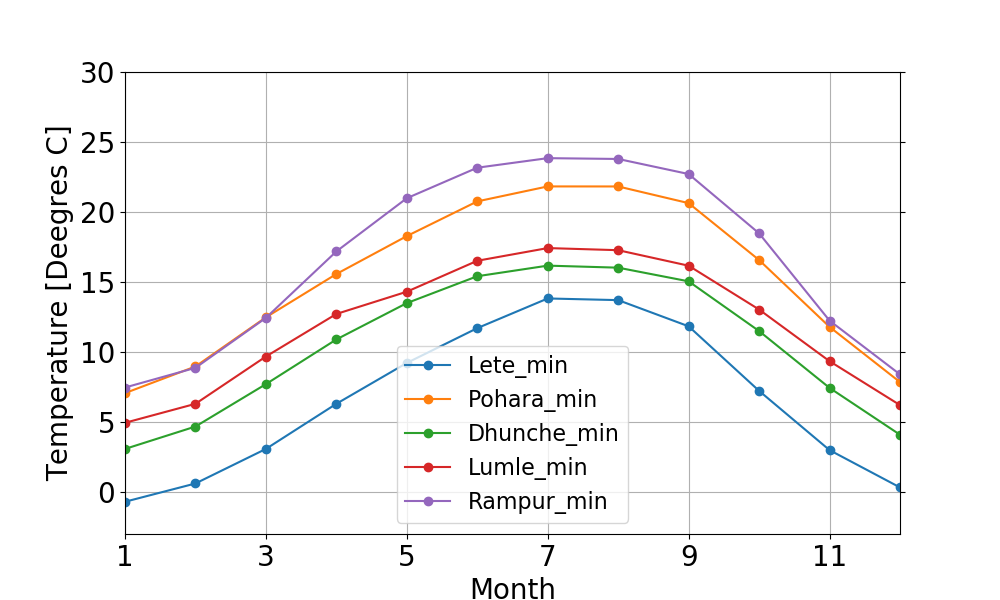 30
25
20
15
10
5
0
Temperature [Deegres C]
Lete_min
Pohara_min
Dhunche_min
Lumle_min
Rampur_min
1 3 5 7 9 11
Month